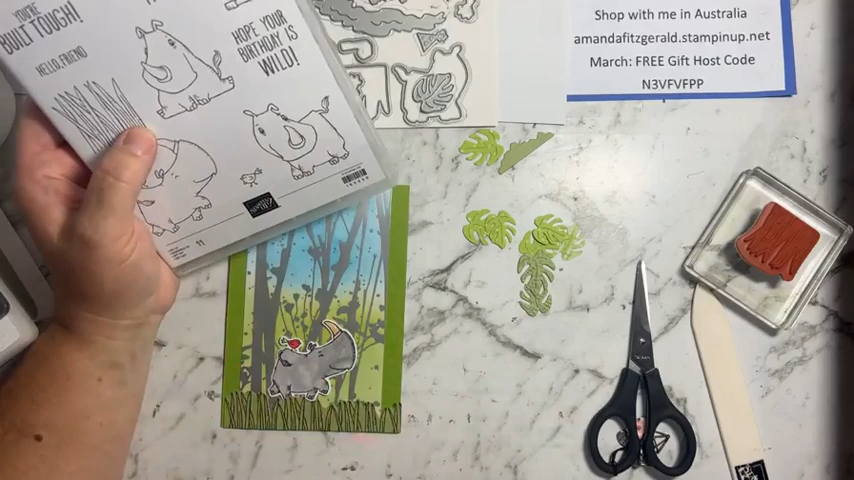 YOU'RE
BUILT TOUGH!
HELLO, FRIEND
HOPE YOUR
BIRTHDAY IS
WILD!
11
Shop with me in Australia
amandafitzgerald.stampinup.net
March: FREE Gift Host Code
N3VFVFPP